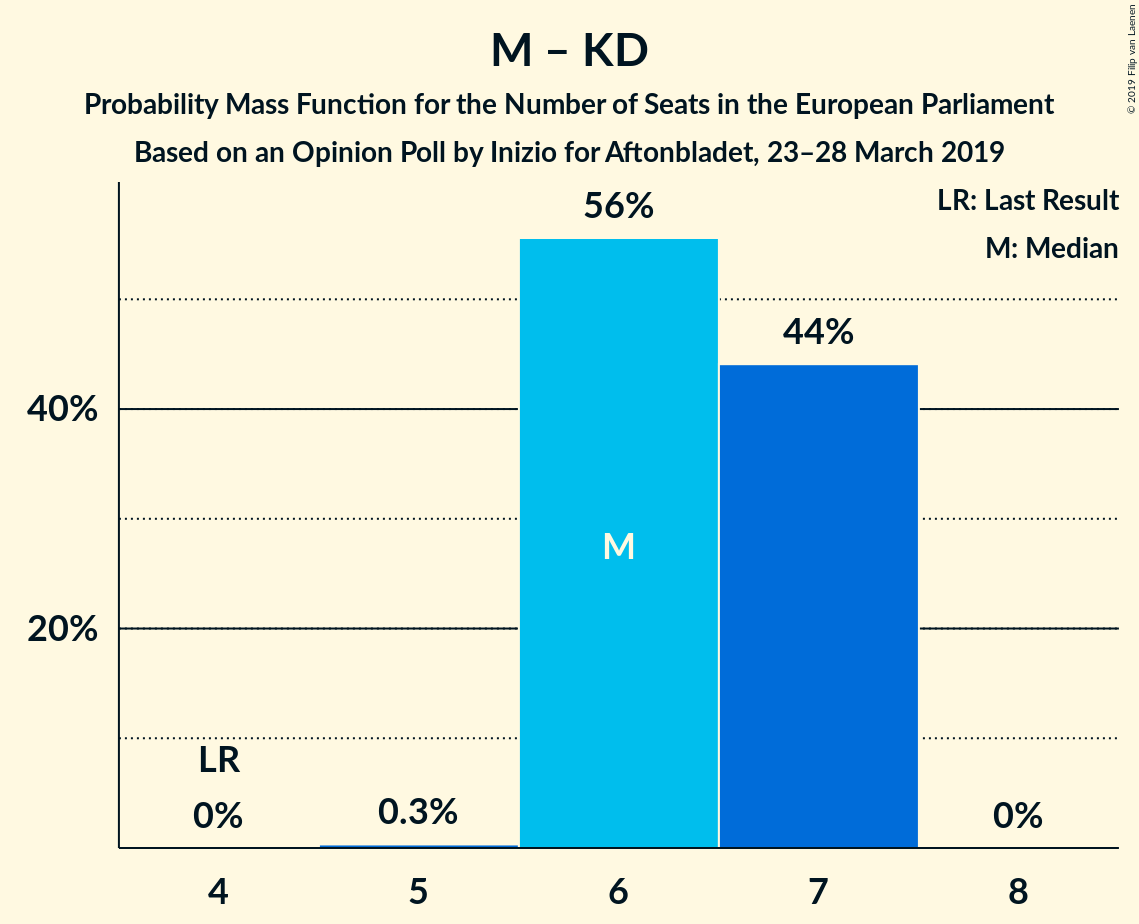 M – KD
Probability Mass Function for the Number of Seats in the European Parliament
Based on an Opinion Poll by Inizio for Aftonbladet, 23–28 March 2019
© 2019 Filip van Laenen
LR: Last Result
M: Median
56%
44%
40%
M
20%
LR
0%
0.3%
0%
4 5 6 7 8